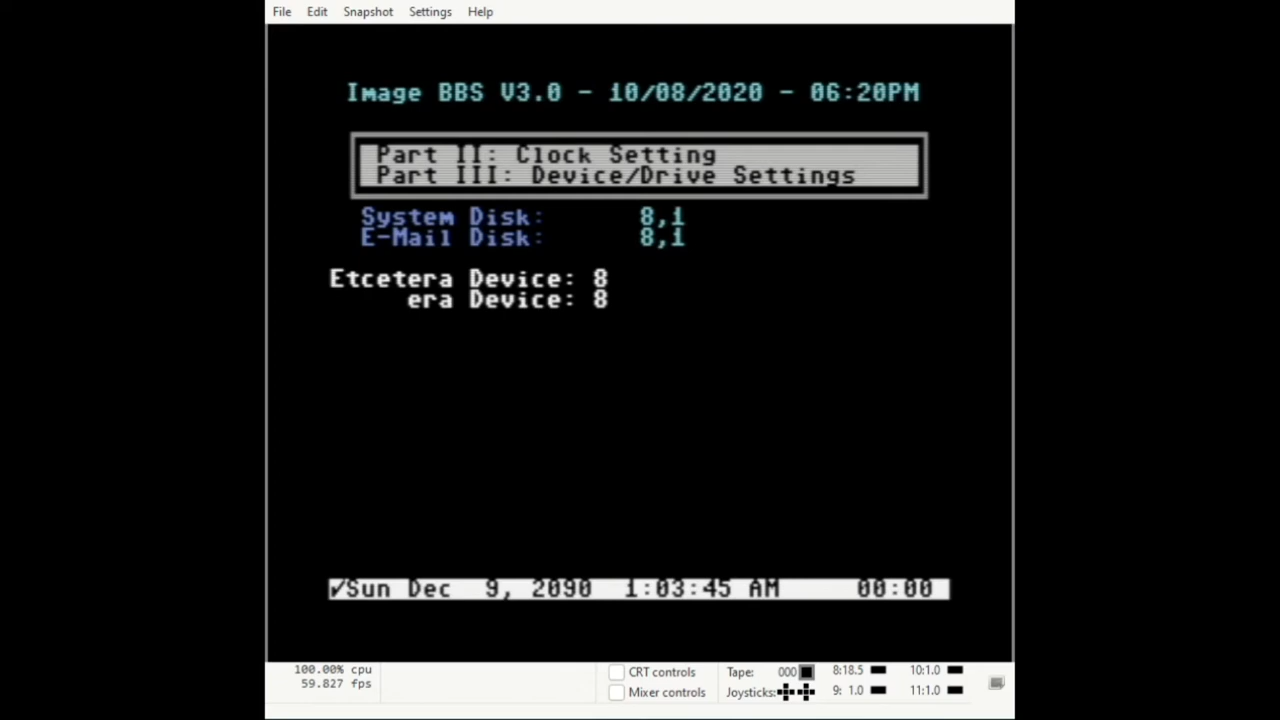 File Edit Snapshot Settings Help
Image BBS V3.0 - 10/08/2020 - 06:20PM
Part II: Clock Setting
Part III: Device/Drive Settings
System Disk: 8,1
E-Mail Disk: 8,1
Etcetera Device: 8
era Device: 8
✓Sun Dec 9, 2090 1:03:45 AM 00:00
100.00% cpu
59.827 fps
CRT controls
Mixer controls
Tape: 000
Joysticks:
8:18.5 10:1.0
9: 1.0 11:1.0